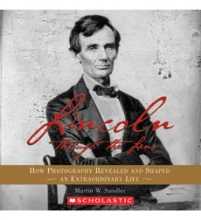 Lincoln
Through the Lens
HOW PHOTOGRAPHY REVEALED AND SHAPED
AN EXTRAORDINARY LIFE
Martin W. Sandler
SCHOLASTIC